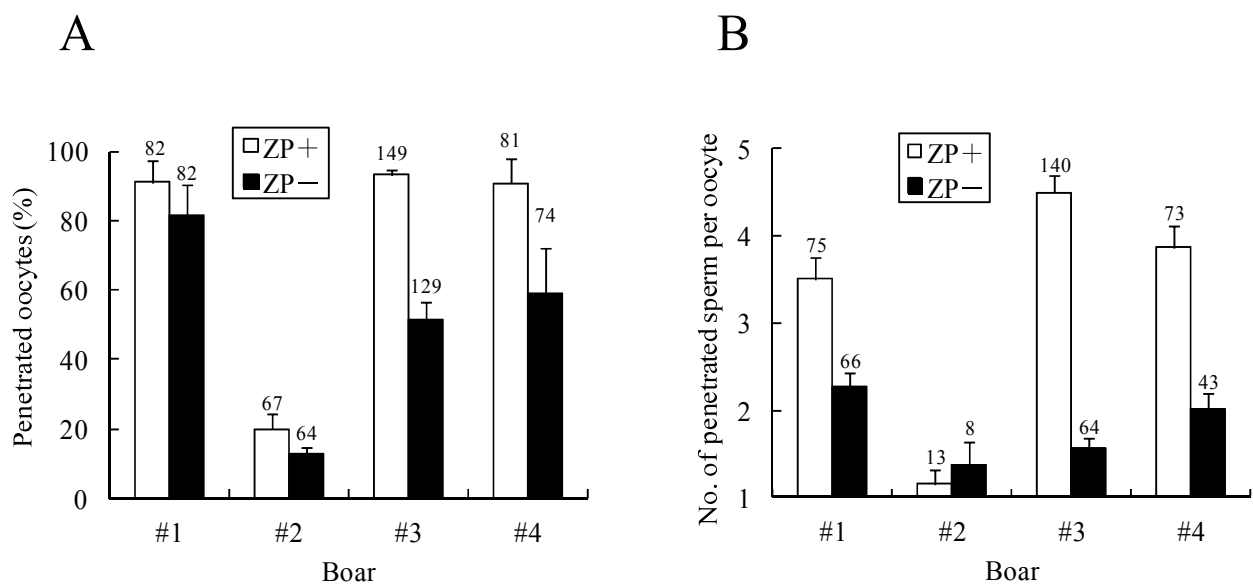 A
Penetrated oocytes (%)
100
80
60
40
20
0
ZP+
ZP−
82
82
67
64
149
129
81
74
#1 #2 #3 #4
Boar
B
No. of penetrated sperm per oocyte
5
4
3
2
1
ZP+
ZP−
75
66
13
8
140
64
73
43
#1 #2 #3 #4
Boar